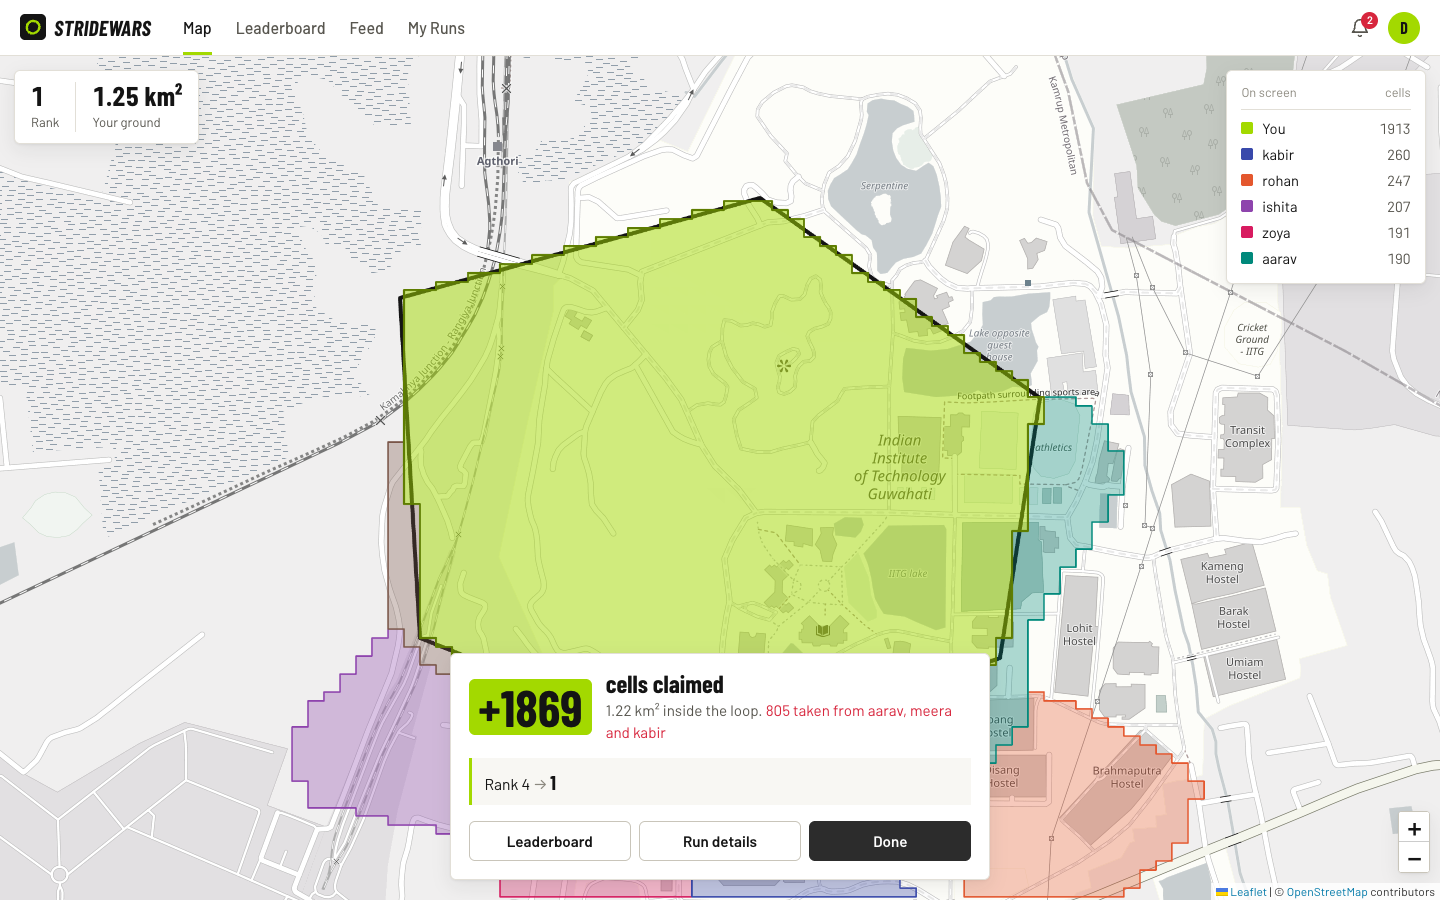 STRIDEWARS
Map
Leaderboard
Feed
My Runs
2
D
1
Rank
1.25 km²
Your ground
On screen
cells
You
1913
kabir
260
rohan
247
ishita
207
zoya
191
aarav
190
Agthori
Kamrup Metropolitan
Serpentine
Lake opposite
guest
house
Cricket
Ground
- IITG
Footpath surrounding sports area
athletics
Indian
Institute
of Technology
Guwahati
Transit
Complex
IITG lake
Kameng
Hostel
Barak
Hostel
Lohit
Hostel
Umiam
Hostel
Brahmaputra
Hostel
+1869
cells claimed
1.22 km² inside the loop. 805 taken from aarav, meera
and kabir
Rank 4 → 1
Leaderboard
Run details
Done
+
−
Leaflet | © OpenStreetMap contributors